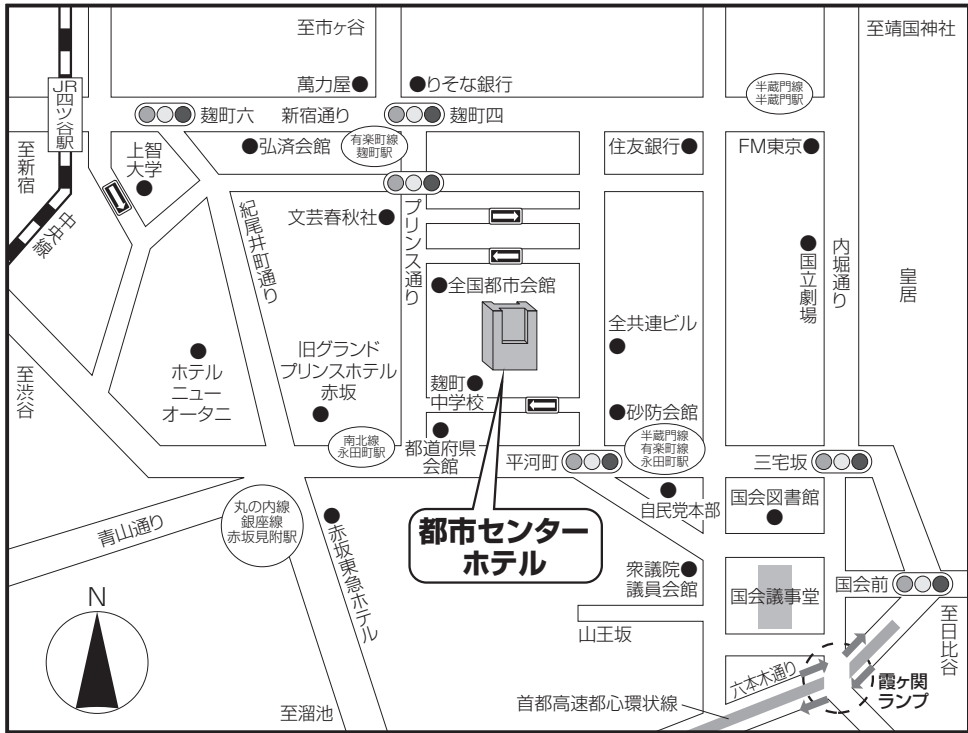 至市ヶ谷
至靖国神社
萬力屋
りそな銀行
半蔵門線
半蔵門駅
JR四ツ谷駅
麹町六
新宿通り
麹町四
至新宿
上智
大学
弘済会館
有楽町線
麹町駅
住友銀行
FM東京
中央線
紀尾井町通り
文芸春秋社
プリンス通り
国立劇場
内堀通り
皇居
全国都市会館
全共連ビル
至渋谷
ホテル
ニュー
オータニ
旧グランド
プリンスホテル
赤坂
麹町
中学校
砂防会館
南北線
永田町駅
都道府県
会館
平河町
半蔵門線
有楽町線
永田町駅
三宅坂
丸の内線
銀座線
赤坂見附駅
青山通り
赤坂東急ホテル
都市センター
ホテル
自民党本部
国会図書館
衆議院
議員会館
国会議事堂
国会前
N
山王坂
至日比谷
六本木通り
霞ヶ関
ランプ
首都高速都心環状線
至溜池